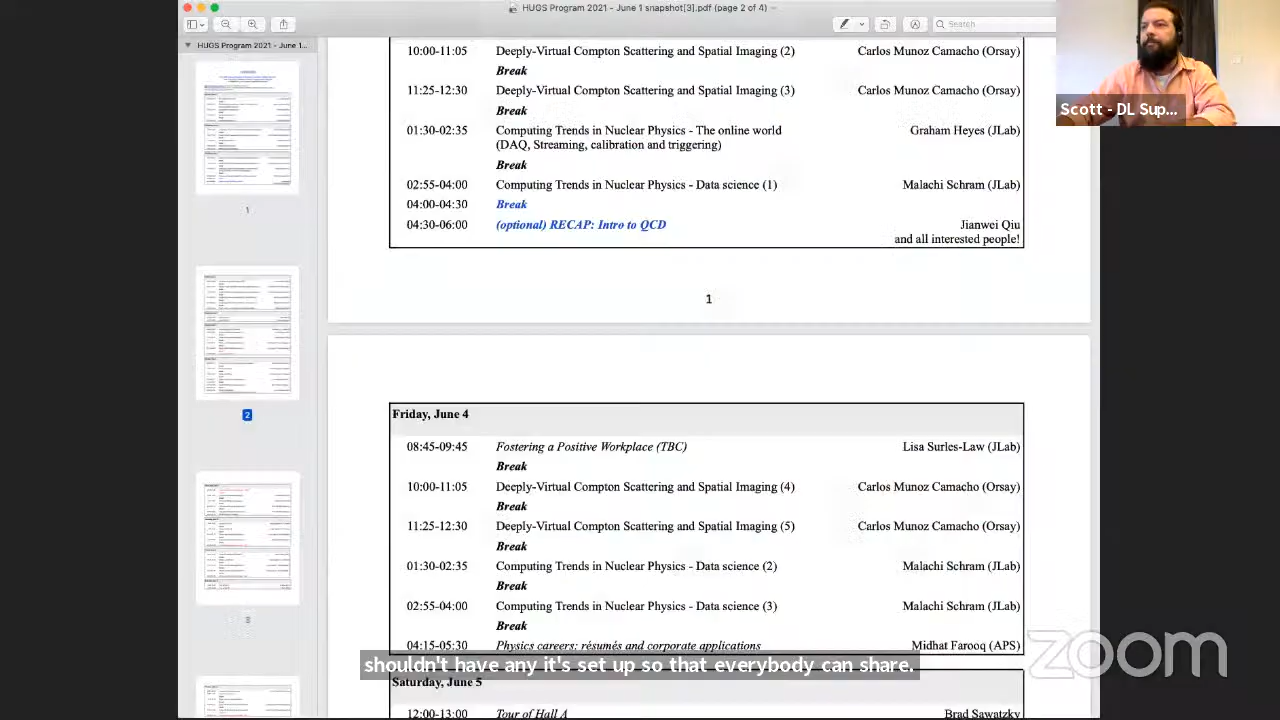 HUGS Program 2021 - June 1 snapshot[3].pdf (page 2 of 4)
Search
HUGS Program 2021 - June 1...
1
2
3
10:00-11:05 Deeply-Virtual Compton Scattering and Spatial Imaging (2) Carlos Munoz Camacho (Orsay)
Break
11:25-12:30 Deeply-Virtual Compton Scattering and Spatial Imaging (3) Carlos Munoz Camacho (Orsay)
Break
01:30-02:35 Computing Trends in Nuclear Physics - world
(DAQ, Streaming, calibration, triggering) Graham Heyes (JLab)
Break
02:55-04:00 Computing Trends in Nuclear Physics - Data science (1) Malachi Schram (JLab)
04:00-04:30 Break
04:30-06:00 (optional) RECAP: Intro to QCD Jianwei Qiu
and all interested people!
1
Friday, June 4
08:45-09:45 Fostering a Positive Workplace (TBC) Lisa Surles-Law (JLab)
Break
10:00-11:05 Deeply-Virtual Compton Scattering and Spatial Imaging (4) Carlos Munoz Camacho (Orsay)
Break
11:25-12:30 Deeply-Virtual Compton Scattering and Spatial Imaging (5) Carlos Munoz Camacho (Orsay)
Break
01:30-02:35 Computing Trends in Nuclear Physics - Data science (2) Malachi Schram (JLab)
Break
02:55-04:00 Computing Trends in Nuclear Physics - Data science (3) Malachi Schram (JLab)
Break
04:15-05:30 Physics careers: résumés and corporate applications Midhat Farooq (APS)
shouldn't have any it's set up so that everybody can share.
Saturday, June 5
Tour of Hall Brad Sawatzky
Scott - DL Sup...
zoom